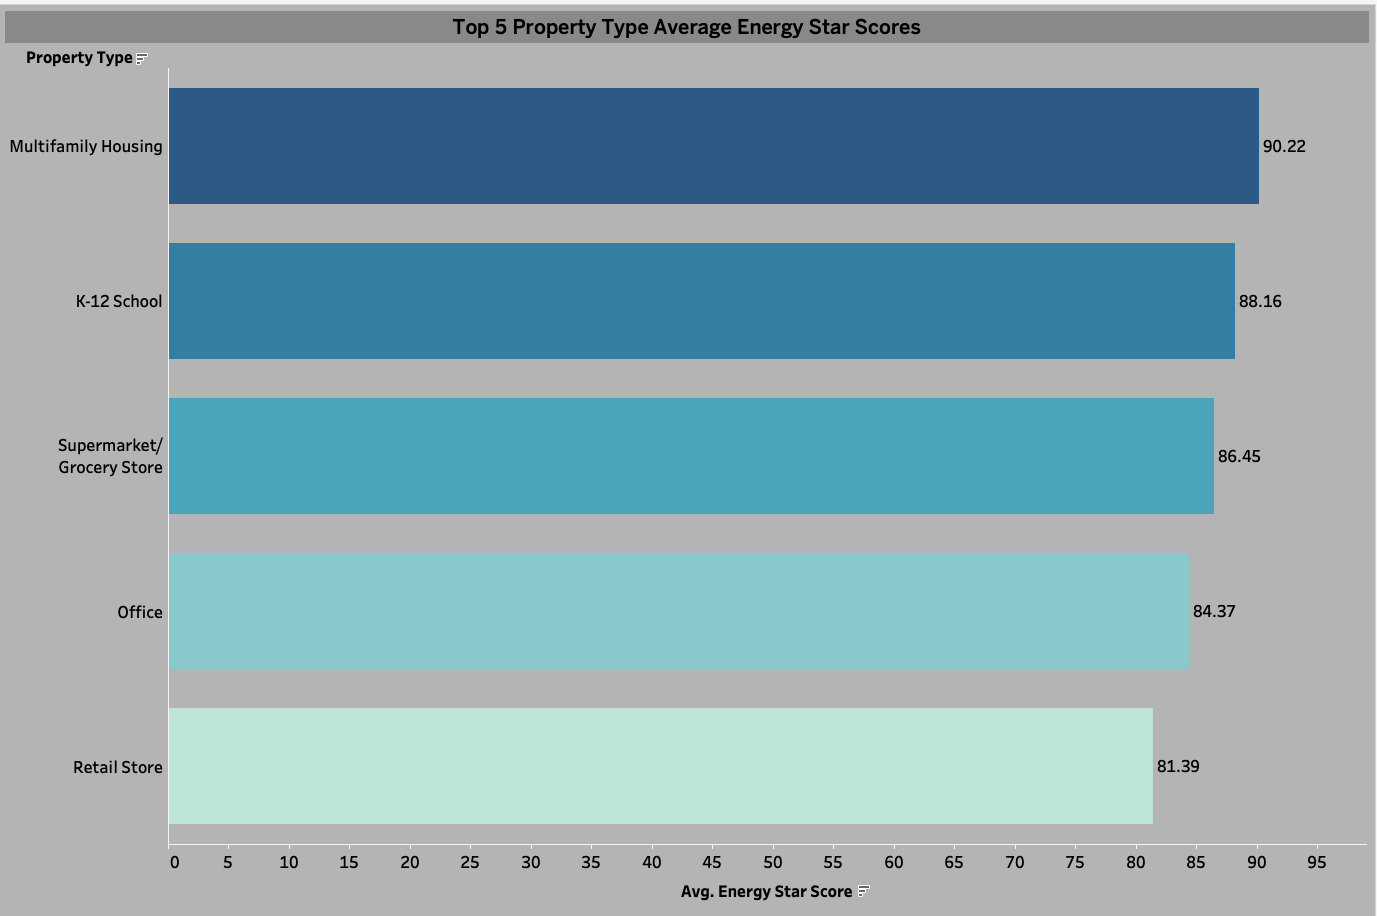 Top 5 Property Type Average Energy Star Scores
Property Type
Multifamily Housing
90.22
K-12 School
88.16
Supermarket/
Grocery Store
86.45
Office
84.37
Retail Store
81.39
0 5 10 15 20 25 30 35 40 45 50 55 60 65 70 75 80 85 90 95
Avg. Energy Star Score